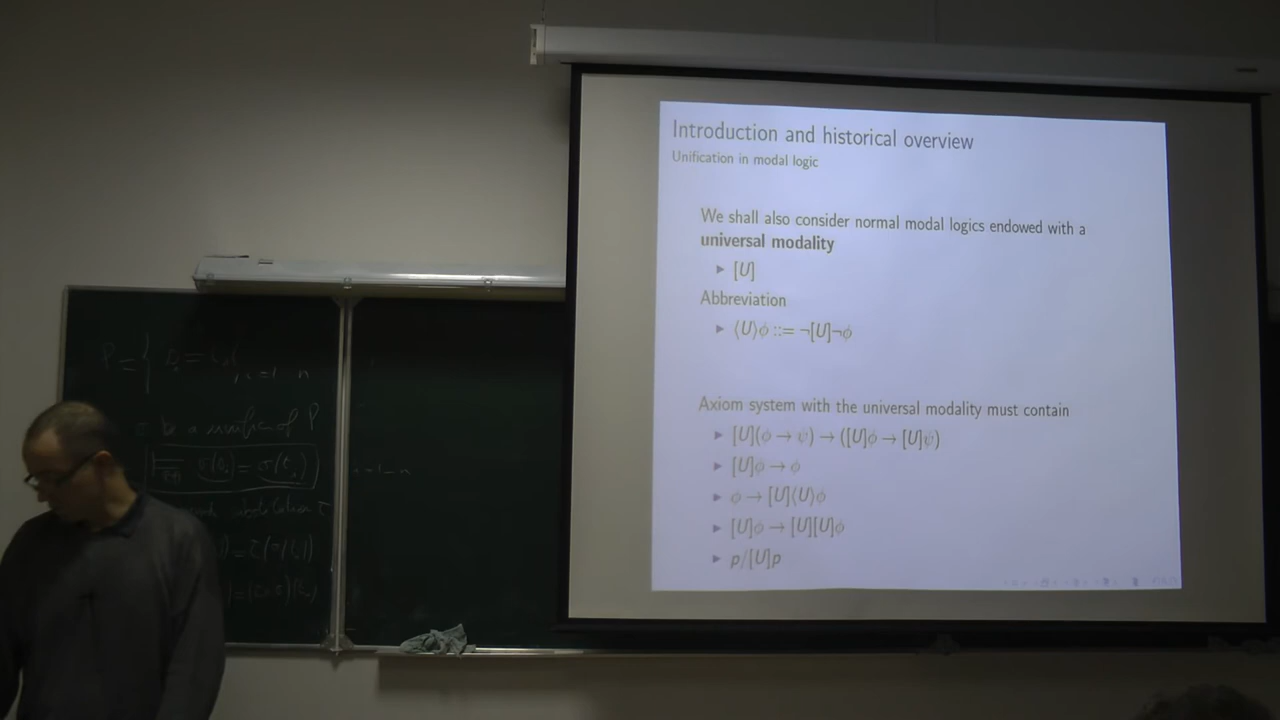 Introduction and historical overview
Unification in modal logic
We shall also consider normal modal logics endowed with a
universal modality
▶ [U]
Abbreviation
▶ ⟨U⟩ϕ ::= ¬[U]¬ϕ
Axiom system with the universal modality must contain
▶ [U](ϕ → ψ) → ([U]ϕ → [U]ψ)
▶ [U]ϕ → ϕ
▶ ϕ → [U]⟨U⟩ϕ
▶ [U]ϕ → [U][U]ϕ
▶ p/[U]p
P = {
of P